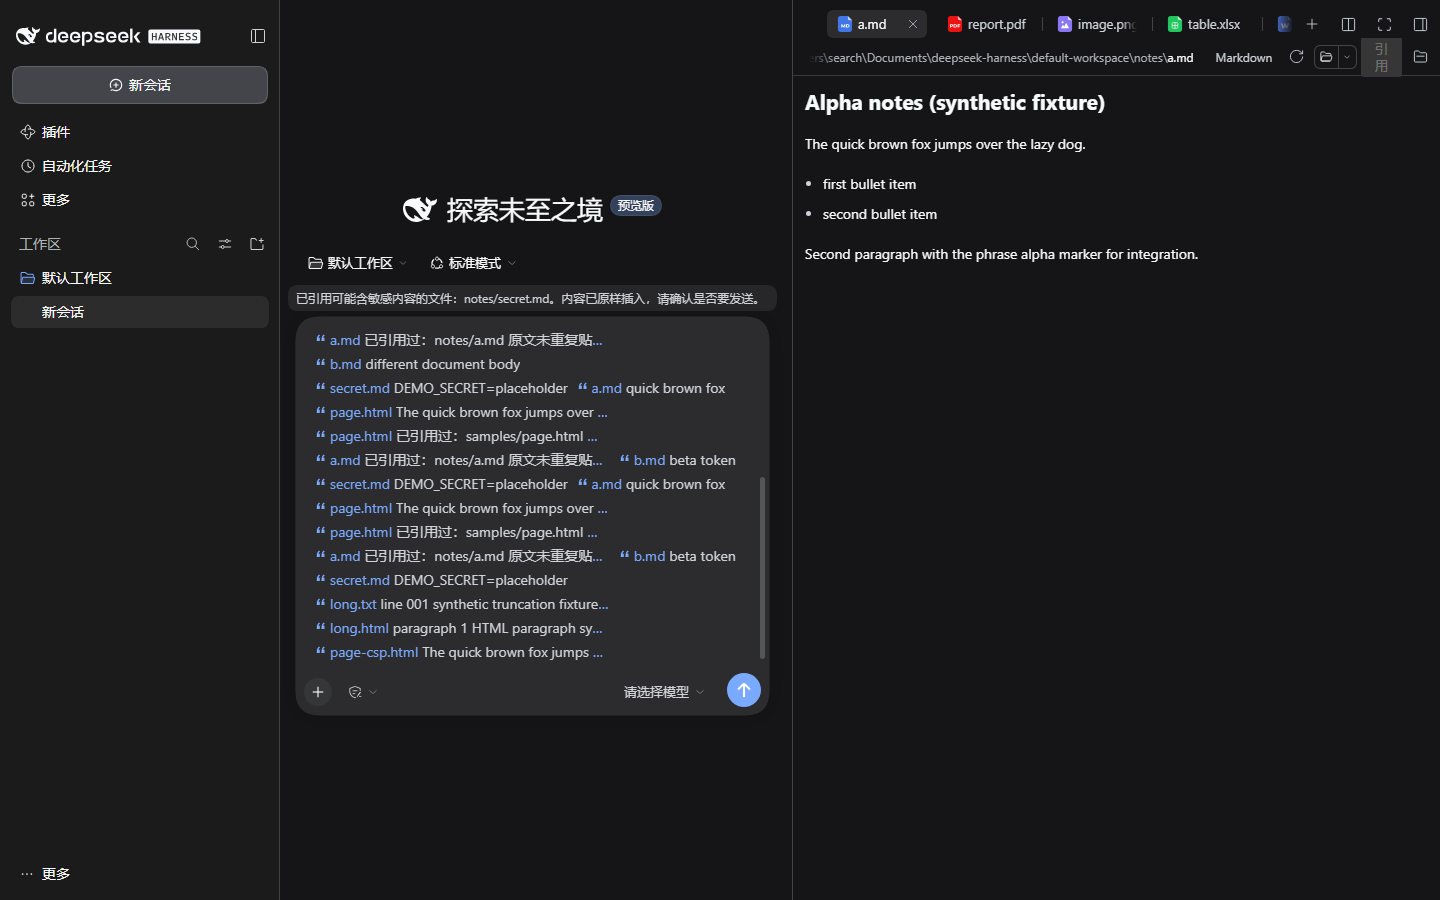 deepseek HARNESS
新会话
插件
自动化任务
更多
工作区
默认工作区
新会话
更多
探索未至之境 预览版
默认工作区 标准模式
已引用可能含敏感内容的文件：notes/secret.md。内容已原样插入，请确认是否要发送。
“ a.md 已引用过：notes/a.md 原文未重复贴...
“ b.md different document body
“ secret.md DEMO_SECRET=placeholder “ a.md quick brown fox
“ page.html The quick brown fox jumps over ...
“ page.html 已引用过：samples/page.html ...
“ a.md 已引用过：notes/a.md 原文未重复贴... “ b.md beta token
“ secret.md DEMO_SECRET=placeholder “ a.md quick brown fox
“ page.html The quick brown fox jumps over ...
“ page.html 已引用过：samples/page.html ...
“ a.md 已引用过：notes/a.md 原文未重复贴... “ b.md beta token
“ secret.md DEMO_SECRET=placeholder
“ long.txt line 001 synthetic truncation fixture...
“ long.html paragraph 1 HTML paragraph sy...
“ page-csp.html The quick brown fox jumps ...
请选择模型
a.md report.pdf image.png table.xlsx
ers\search\Documents\deepseek-harness\default-workspace\notes\a.md Markdown 引用
Alpha notes (synthetic fixture)
The quick brown fox jumps over the lazy dog.
• first bullet item
• second bullet item
Second paragraph with the phrase alpha marker for integration.